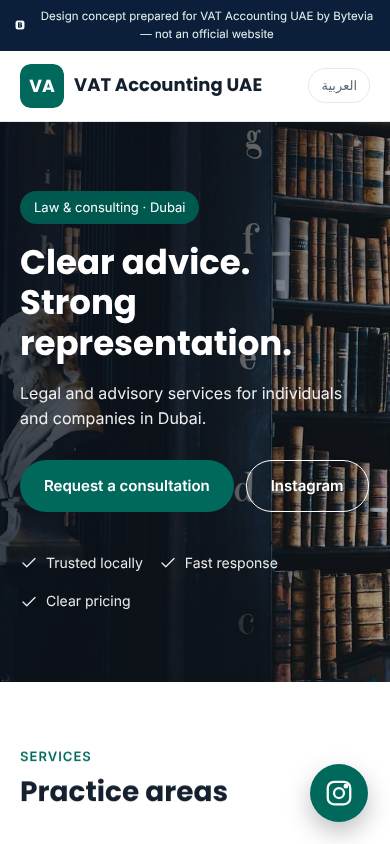 Design concept prepared for VAT Accounting UAE by Bytevia
— not an official website
VA
VAT Accounting UAE
العربية
Law & consulting · Dubai
Clear advice.
Strong
representation.
Legal and advisory services for individuals
and companies in Dubai.
Request a consultation
Instagram
Trusted locally
Fast response
Clear pricing
k
i
g
f
e
d
c
SERVICES
Practice areas